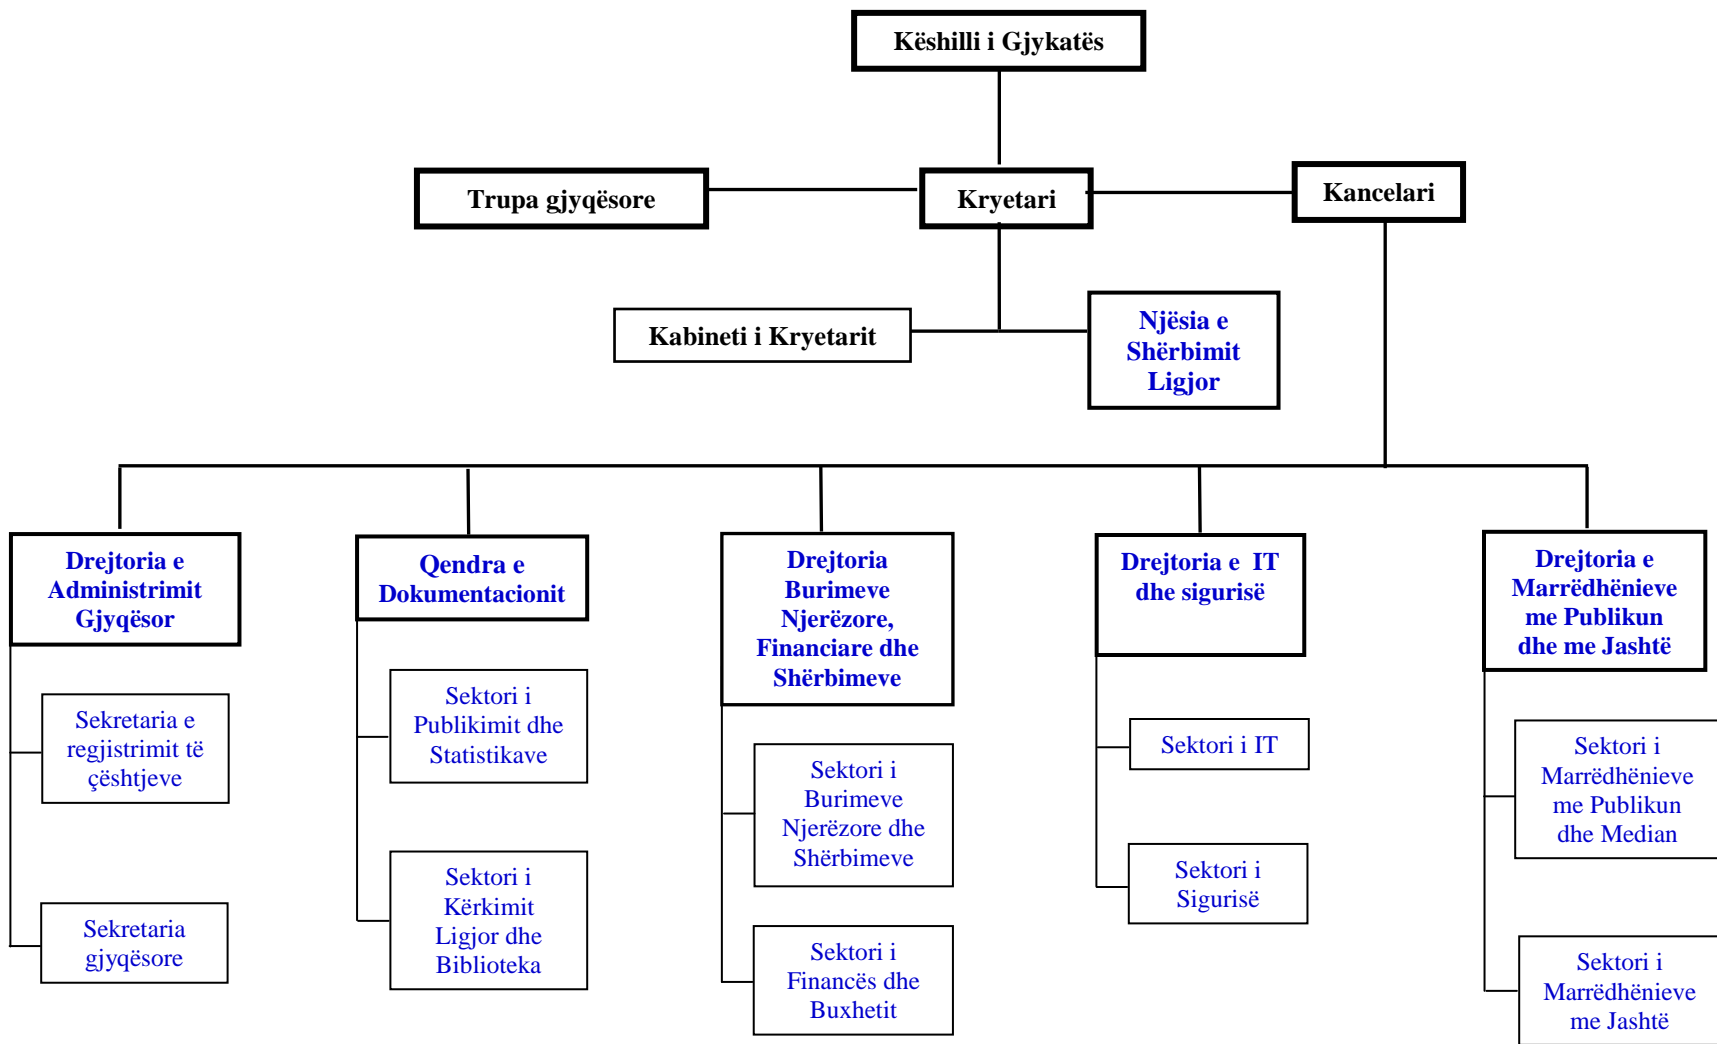 Këshilli i Gjykatës
Trupa gjyqësore
Kryetari
Kancelari
Kabineti i Kryetarit
Njësia e
Shërbimit
Ligjor
Drejtoria e
Administrimit
Gjyqësor
Sekretaria e
regjistrimit të
çështjeve
Sekretaria
gjyqësore
Qendra e
Dokumentacionit
Sektori i
Publikimit dhe
Statistikave
Sektori i
Kërkimit
Ligjor dhe
Biblioteka
Drejtoria
Burimeve
Njerëzore,
Financiare dhe
Shërbimeve
Sektori i
Burimeve
Njerëzore dhe
Shërbimeve
Sektori i
Financës dhe
Buxhetit
Drejtoria e IT
dhe sigurisë
Sektori i IT
Sektori i
Sigurisë
Drejtoria e
Marrëdhënieve
me Publikun
dhe me Jashtë
Sektori i
Marrëdhënieve
me Publikun
dhe Median
Sektori i
Marrëdhënieve
me Jashtë